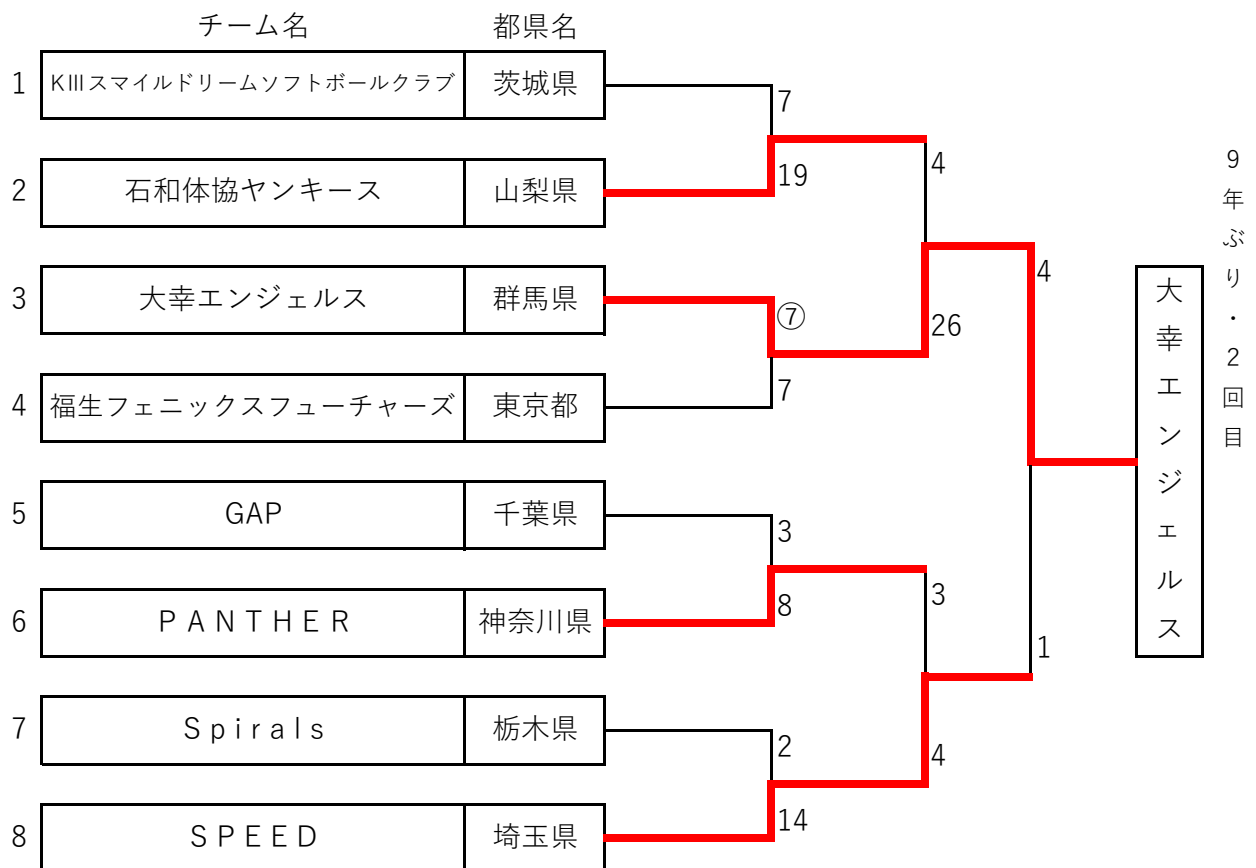 チーム名 都県名
1 KⅢスマイルドリームソフトボールクラブ 茨城県
7
2 石和体協ヤンキース 山梨県
19
4
3 大幸エンジェルス 群馬県
⑦
26
4
4 福生フェニックスフューチャーズ 東京都
7
5 GAP 千葉県
3
6 PANTHER 神奈川県
8
3
1
7 Spirals 栃木県
2
4
8 SPEED 埼玉県
14
大幸エンジェルス
9年ぶり・2回目